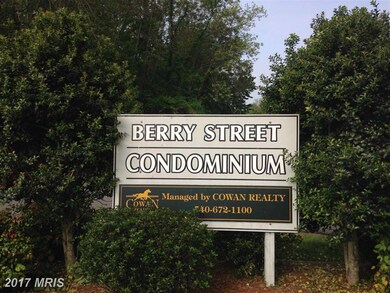 BERRY STREET
CONDOMINIUM
COWAN
Managed by COWAN REALTY
540-672-1100
© 2017 MRIS